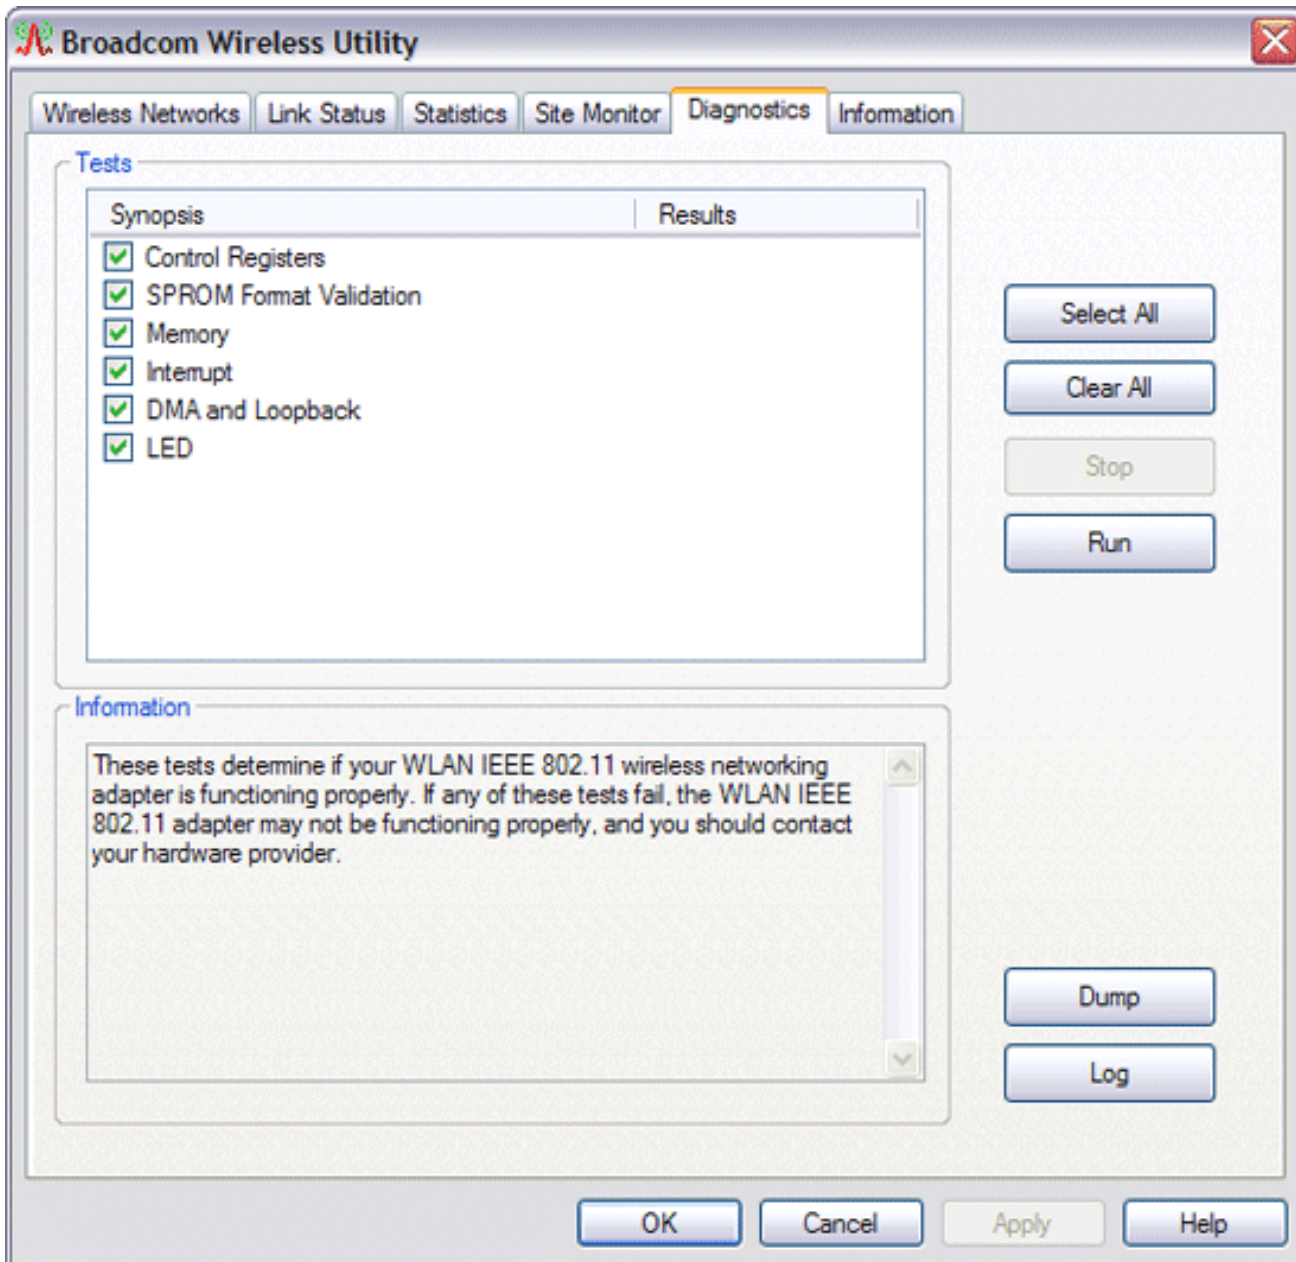 Broadcom Wireless Utility
Wireless Networks
Link Status
Statistics
Site Monitor
Diagnostics
Information
Tests
Synopsis
Results
Control Registers
SPROM Format Validation
Memory
Interrupt
DMA and Loopback
LED
Select All
Clear All
Stop
Run
Information
These tests determine if your WLAN IEEE 802.11 wireless networking
adapter is functioning properly. If any of these tests fail, the WLAN IEEE
802.11 adapter may not be functioning properly, and you should contact
your hardware provider.
Dump
Log
OK
Cancel
Apply
Help